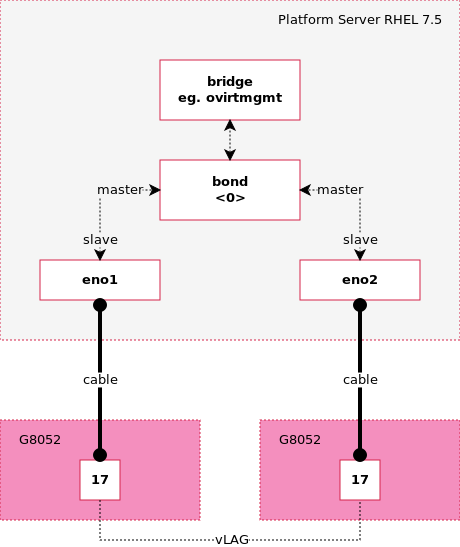 Platform Server RHEL 7.5
bridge
eg. ovirtmgmt
bond
<0>
master
master
slave
slave
eno1
eno2
cable
cable
G8052
G8052
17
17
vLAG